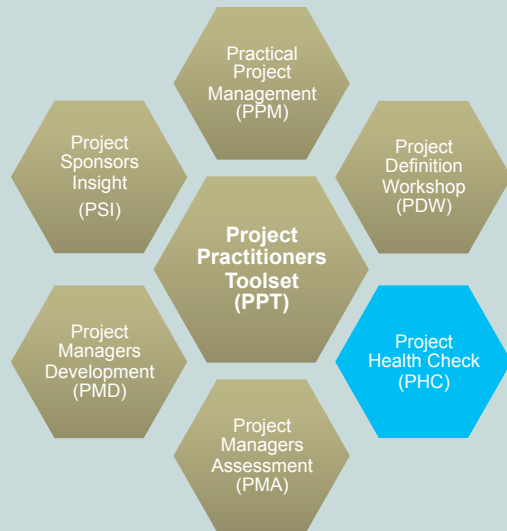 Practical
Project
Management
(PPM)
Project
Sponsors
Insight
(PSI)
Project
Definition
Workshop
(PDW)
Project
Practitioners
Toolset
(PPT)
Project
Managers
Development
(PMD)
Project
Health Check
(PHC)
Project
Managers
Assessment
(PMA)